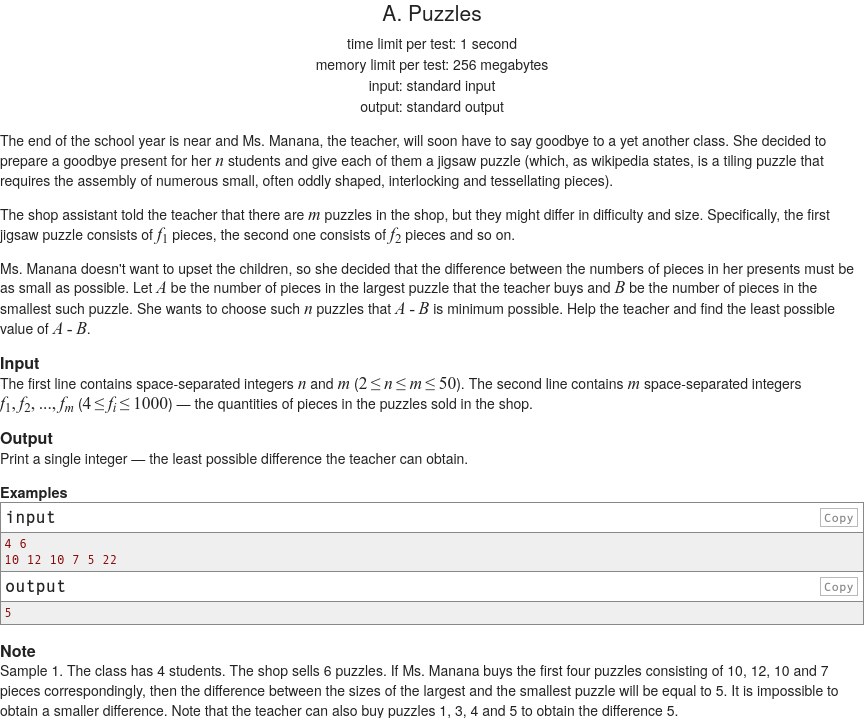 A. Puzzles
time limit per test: 1 second
memory limit per test: 256 megabytes
input: standard input
output: standard output
The end of the school year is near and Ms. Manana, the teacher, will soon have to say goodbye to a yet another class. She decided to
prepare a goodbye present for her n students and give each of them a jigsaw puzzle (which, as wikipedia states, is a tiling puzzle that
requires the assembly of numerous small, often oddly shaped, interlocking and tessellating pieces).
The shop assistant told the teacher that there are m puzzles in the shop, but they might differ in difficulty and size. Specifically, the first
jigsaw puzzle consists of f1 pieces, the second one consists of f2 pieces and so on.
Ms. Manana doesn't want to upset the children, so she decided that the difference between the numbers of pieces in her presents must be
as small as possible. Let A be the number of pieces in the largest puzzle that the teacher buys and B be the number of pieces in the
smallest such puzzle. She wants to choose such n puzzles that A - B is minimum possible. Help the teacher and find the least possible
value of A - B.
Input
The first line contains space-separated integers n and m (2 ≤ n ≤ m ≤ 50). The second line contains m space-separated integers
f1, f2, ..., fm (4 ≤ fi ≤ 1000) — the quantities of pieces in the puzzles sold in the shop.
Output
Print a single integer — the least possible difference the teacher can obtain.
Examples
input Copy
4 6
10 12 10 7 5 22
output Copy
5
Note
Sample 1. The class has 4 students. The shop sells 6 puzzles. If Ms. Manana buys the first four puzzles consisting of 10, 12, 10 and 7
pieces correspondingly, then the difference between the sizes of the largest and the smallest puzzle will be equal to 5. It is impossible to
obtain a smaller difference. Note that the teacher can also buy puzzles 1, 3, 4 and 5 to obtain the difference 5.